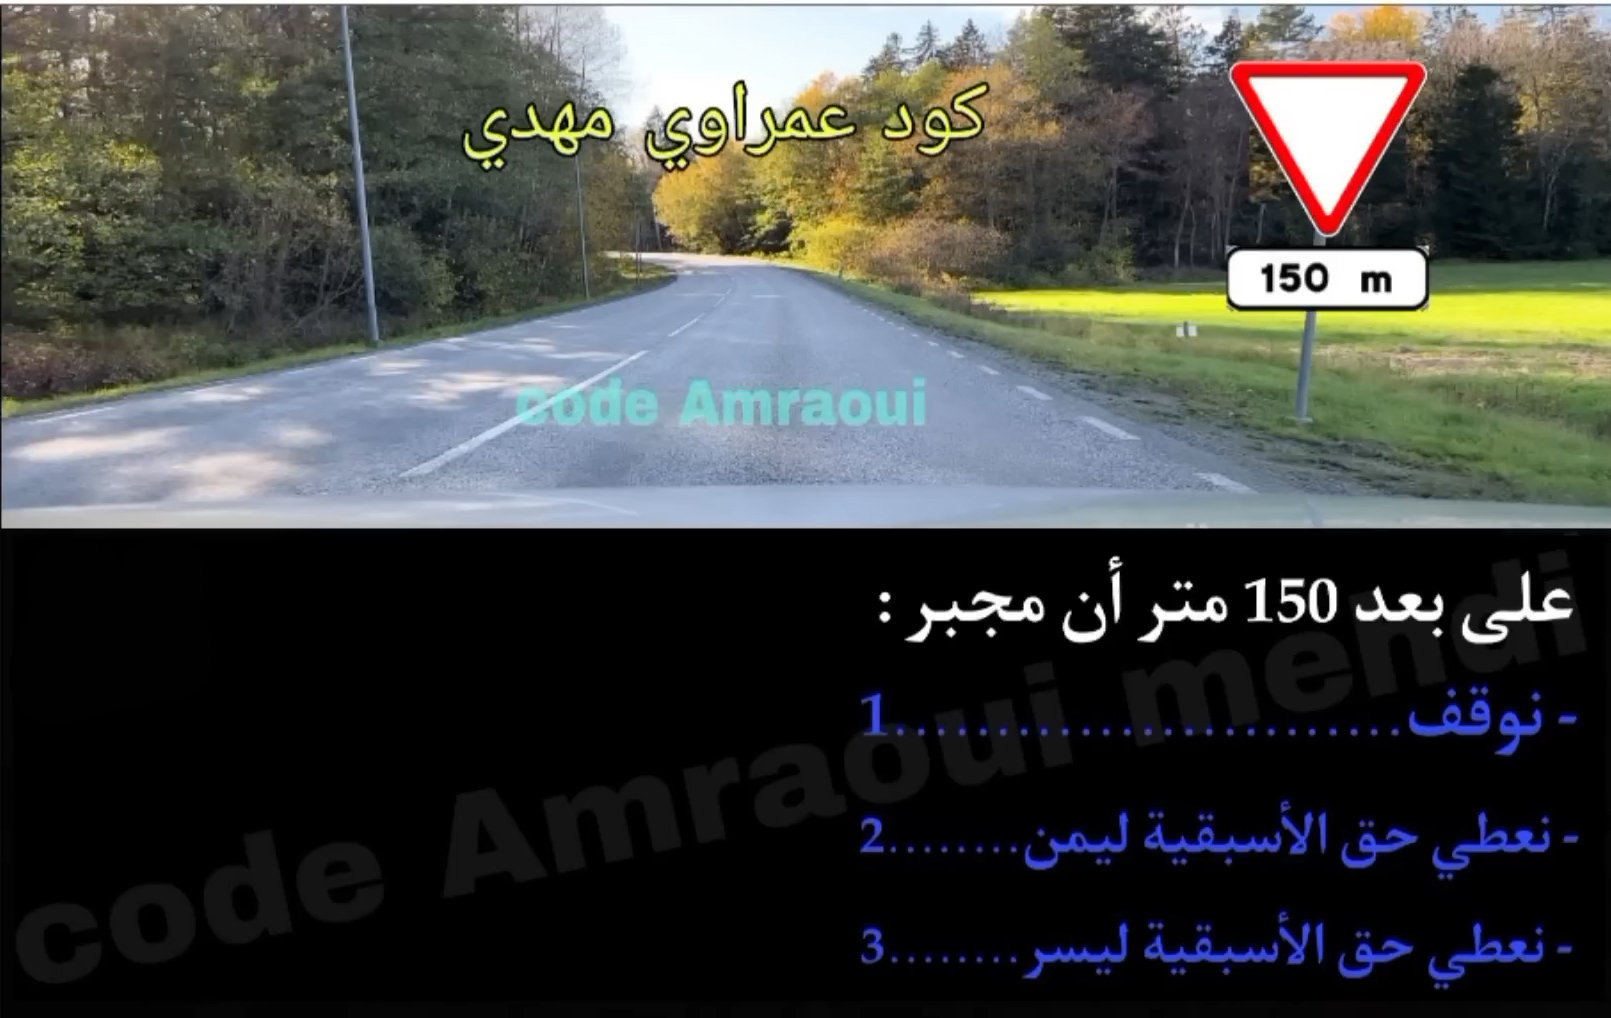 كود عمراوي مهدي
150 m
code Amraoui
على بعد 150 متر أن مجبر :
- نوقف.........................1
- نعطي حق الأسبقية ليمن........2
- نعطي حق الأسبقية ليسر........3
code Amraoui mehdi